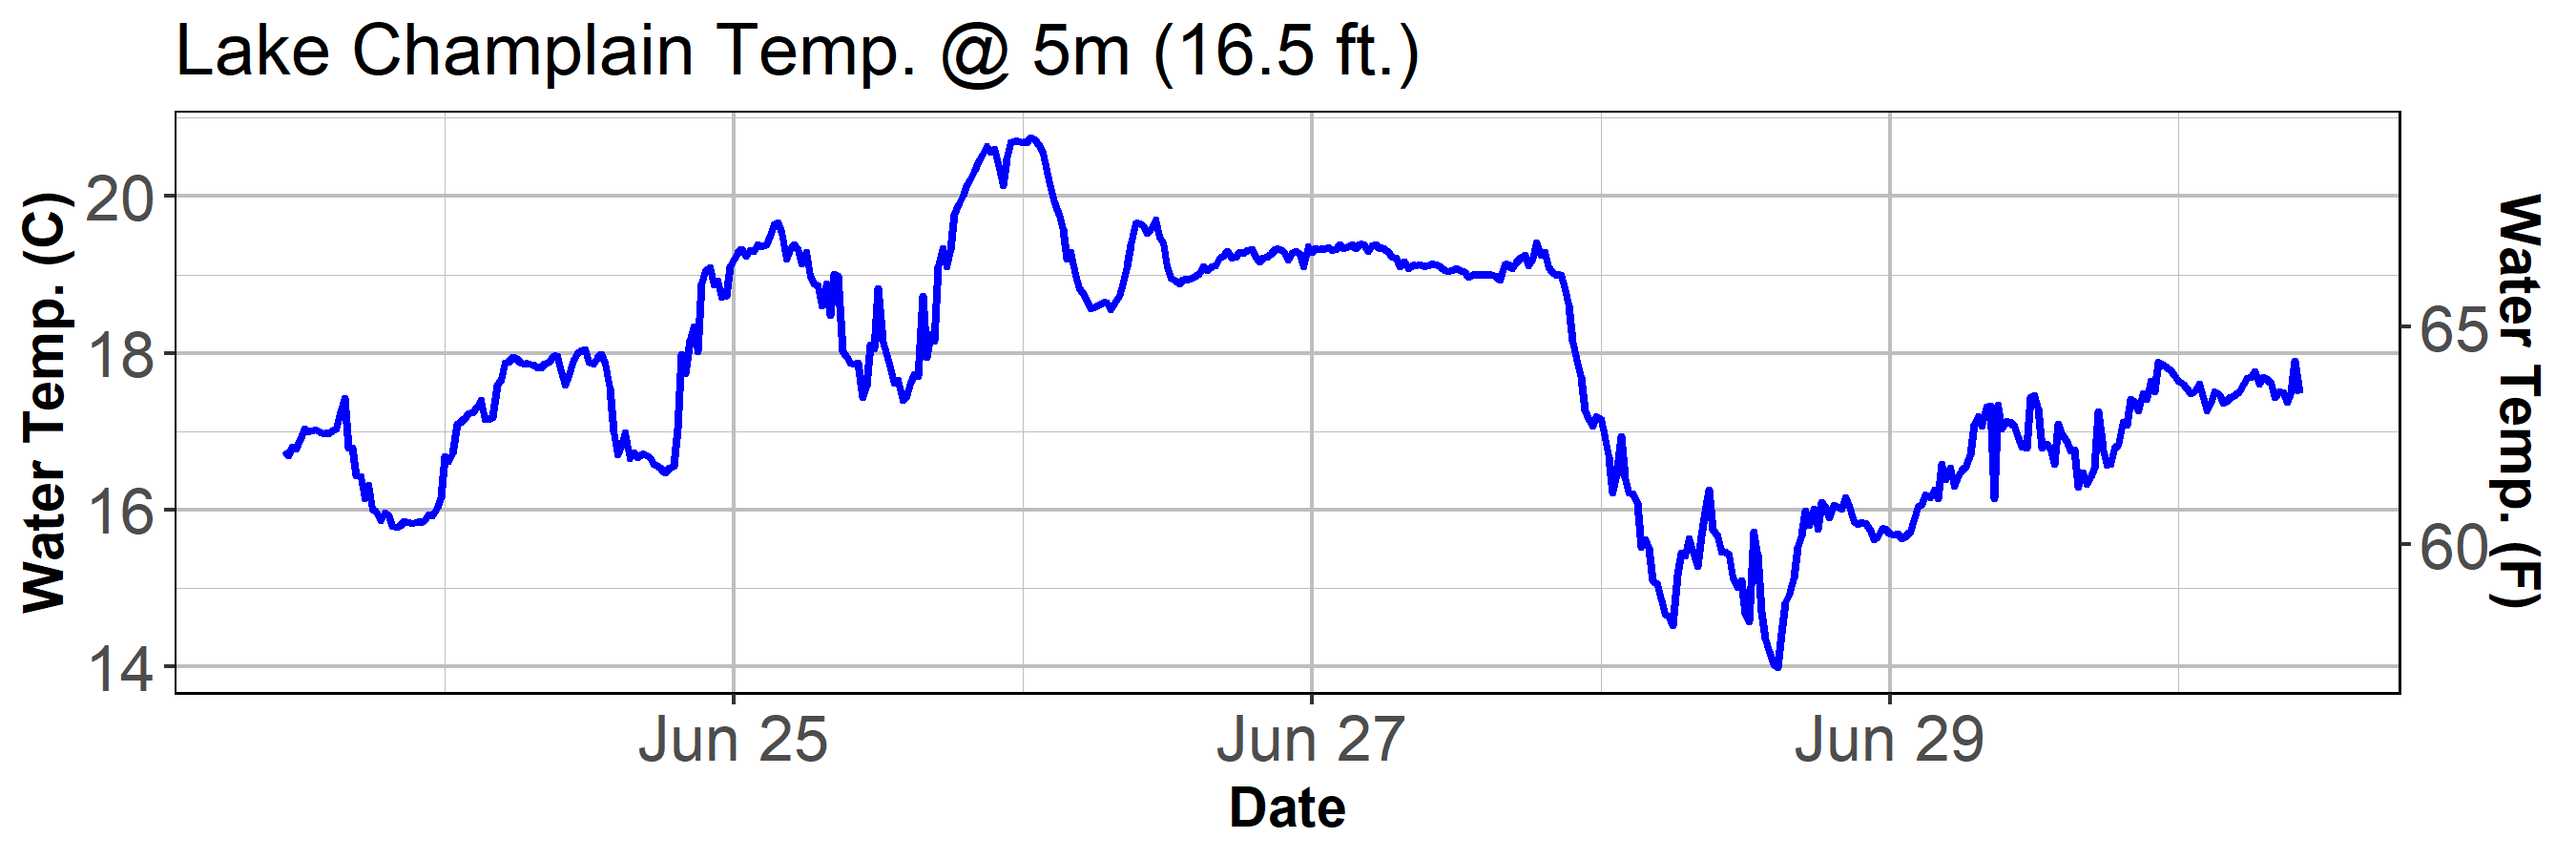 Lake Champlain Temp. @ 5m (16.5 ft.)
Water Temp. (C)
20
18
16
14
65
60
Water Temp. (F)
Jun 25 Jun 27 Jun 29
Date